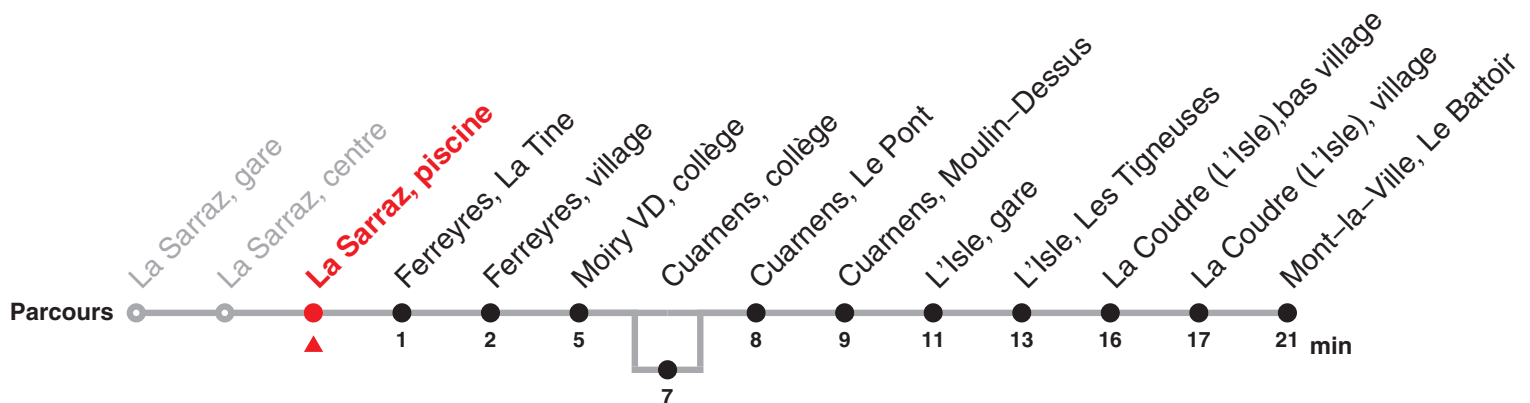 La Sarraz, gare
La Sarraz, centre
La Sarraz, piscine
Ferreyres, La Tine
Ferreyres, village
Moiry VD, collège
Cuarnens, collège
Cuarnens, Le Pont
Cuarnens, Moulin–Dessus
L'Isle, gare
L'Isle, Les Tigneuses
La Coudre (L'Isle),bas village
La Coudre (L'Isle), village
Mont–la–Ville, Le Battoir
Parcours
1 2 5 8 9 11 13 16 17 21 min
7